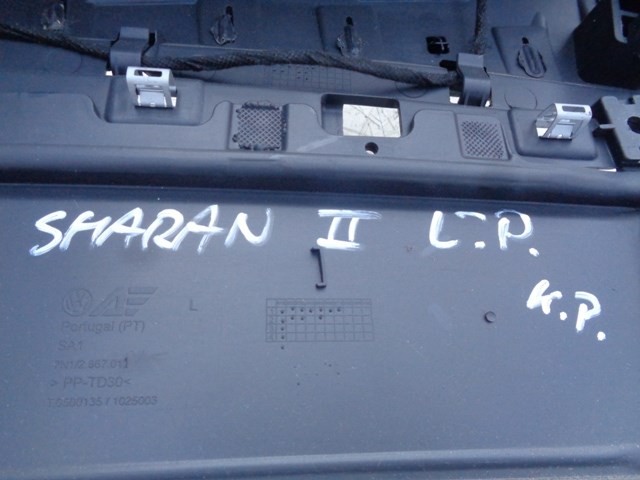 SHARAN II L.P.
K.P.
L
Portugal (PT)
SA1
> PP-TD30<